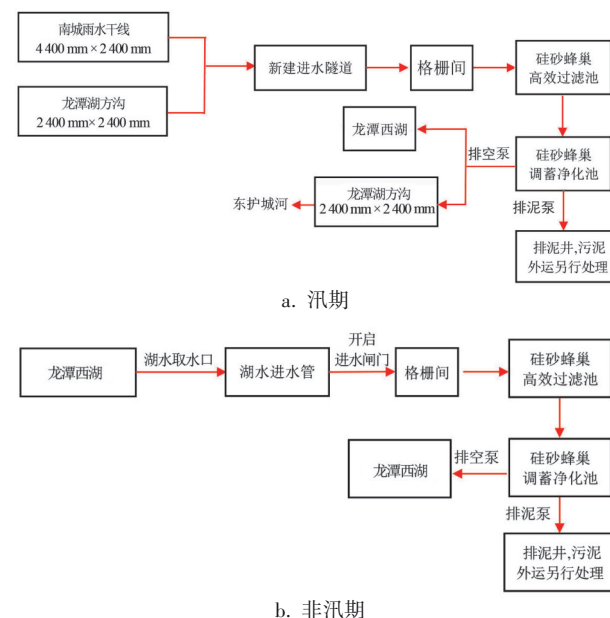 南城雨水干线
4 400 mm×2 400 mm
龙潭湖方沟
2 400 mm×2 400 mm
新建进水隧道
格栅间
硅砂蜂巢
高效过滤池
龙潭西湖
排空泵
硅砂蜂巢
调蓄净化池
东护城河
龙潭湖方沟
2 400 mm×2 400 mm
排泥泵
排泥井,污泥
外运另行处理
a. 汛期
龙潭西湖
湖水取水口
湖水进水管
开启
进水闸门
格栅间
硅砂蜂巢
高效过滤池
龙潭西湖
排空泵
硅砂蜂巢
调蓄净化池
排泥泵
排泥井,污泥
外运另行处理
b. 非汛期